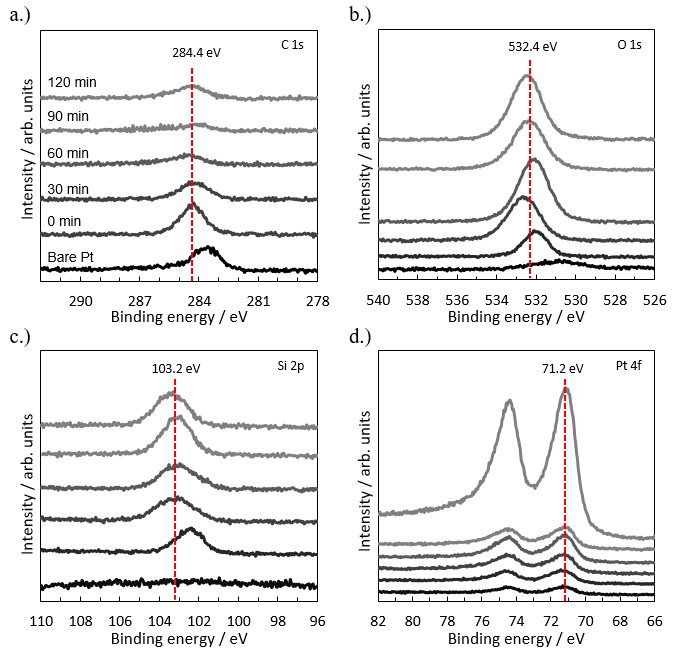 a.)
C 1s
284.4 eV
120 min
90 min
60 min
30 min
0 min
Bare Pt
Intensity / arb. units
290 287 284 281 278
Binding energy / eV
b.)
O 1s
532.4 eV
Intensity / arb. units
540 538 536 534 532 530 528 526
Binding energy / eV
c.)
Si 2p
103.2 eV
Intensity / arb. units
110 108 106 104 102 100 98 96
Binding energy / eV
d.)
Pt 4f
71.2 eV
Intensity / arb. units
82 80 78 76 74 72 70 68 66
Binding energy / eV